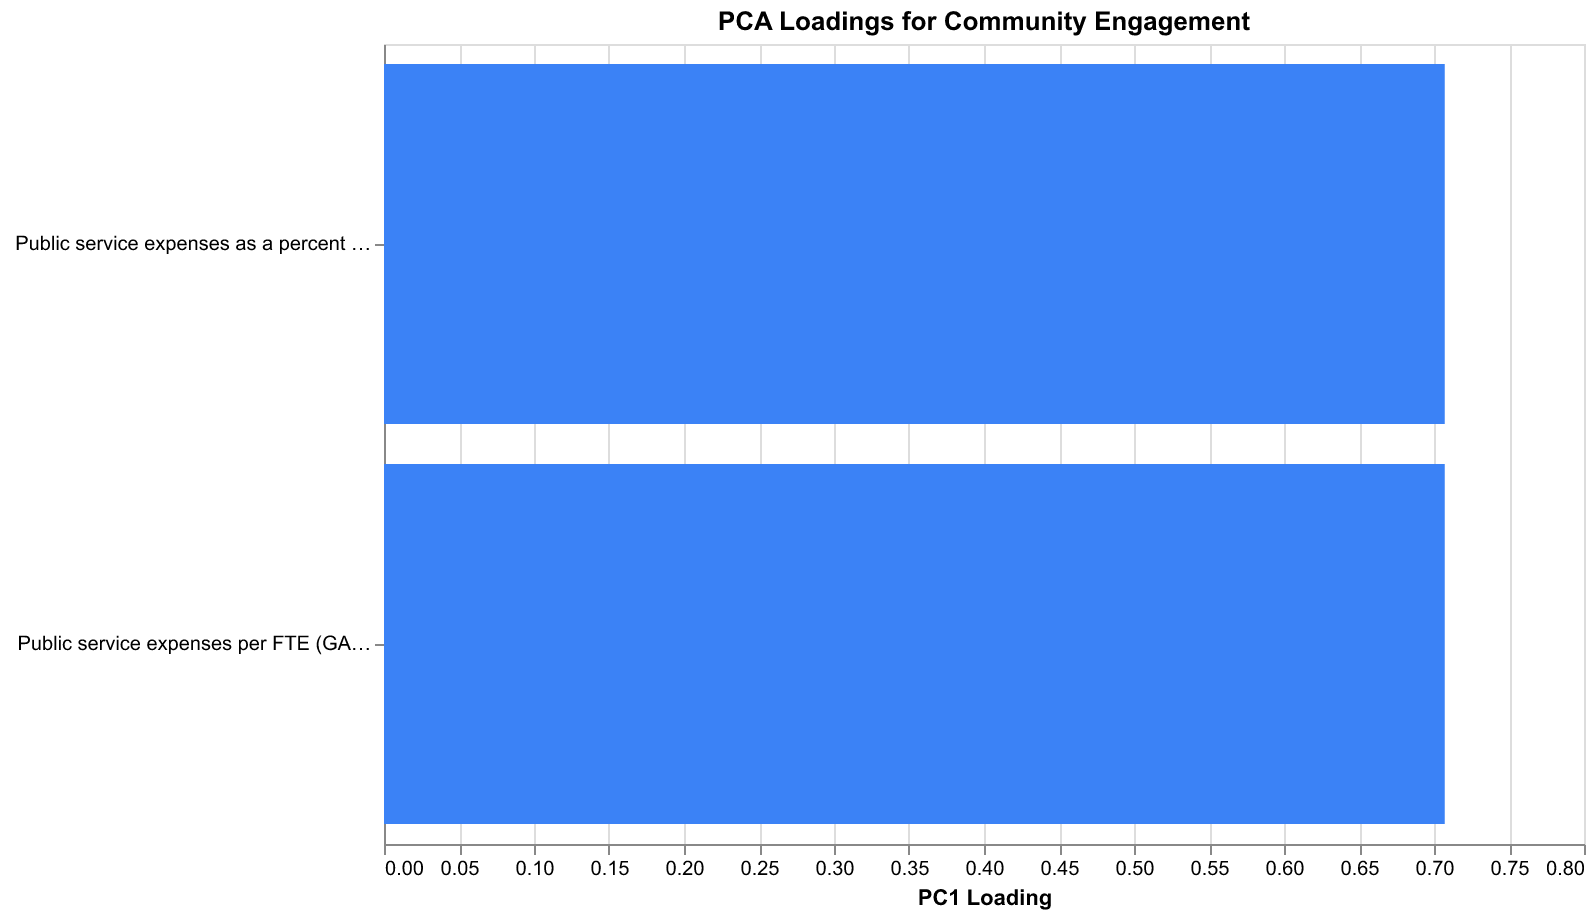 PCA Loadings for Community Engagement
Public service expenses as a percent …
Public service expenses per FTE (GA…
0.00 0.05 0.10 0.15 0.20 0.25 0.30 0.35 0.40 0.45 0.50 0.55 0.60 0.65 0.70 0.75 0.80
PC1 Loading